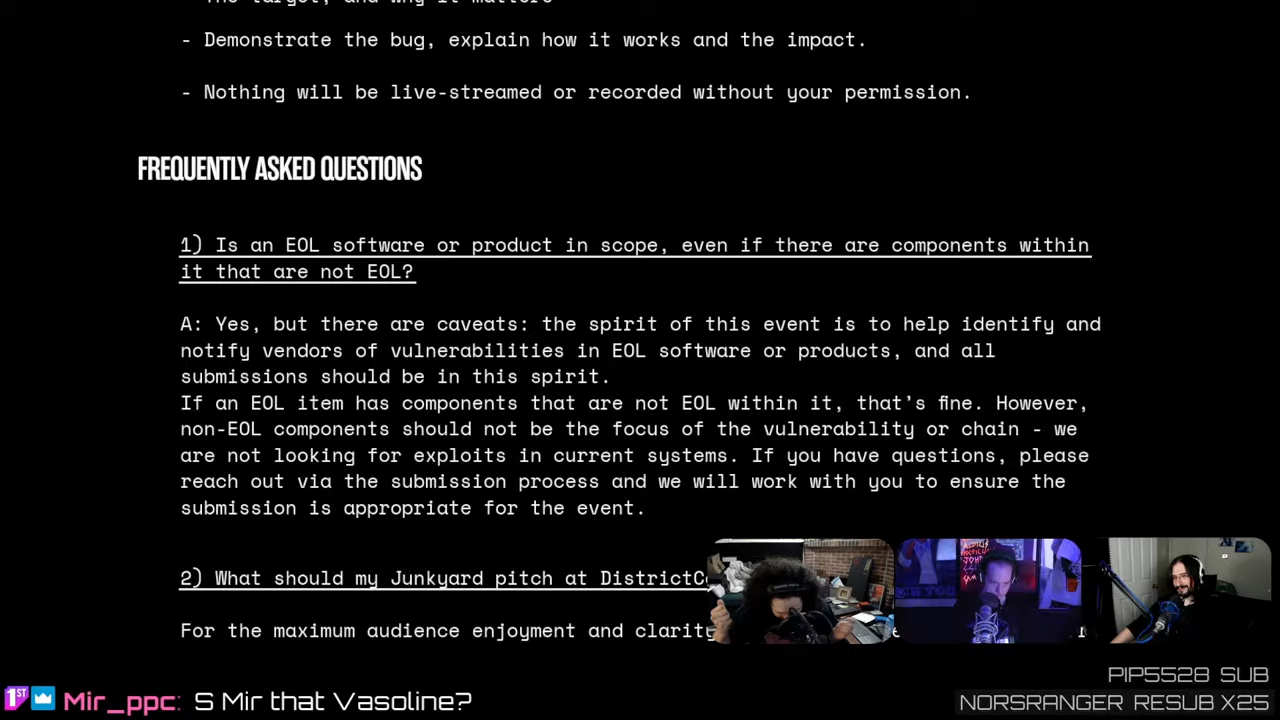 - Demonstrate the bug, explain how it works and the impact.
- Nothing will be live-streamed or recorded without your permission.
FREQUENTLY ASKED QUESTIONS
1) Is an EOL software or product in scope, even if there are components within
it that are not EOL?
A: Yes, but there are caveats: the spirit of this event is to help identify and
notify vendors of vulnerabilities in EOL software or products, and all
submissions should be in this spirit.
If an EOL item has components that are not EOL within it, that's fine. However,
non-EOL components should not be the focus of the vulnerability or chain - we
are not looking for exploits in current systems. If you have questions, please
reach out via the submission process and we will work with you to ensure the
submission is appropriate for the event.
2) What should my Junkyard pitch at
For the maximum audience enjoyment and clarity
PIP5528 SUB
1ST Mir_ppc: S Mir that Vasoline?
NORSRANGER RESUB X25